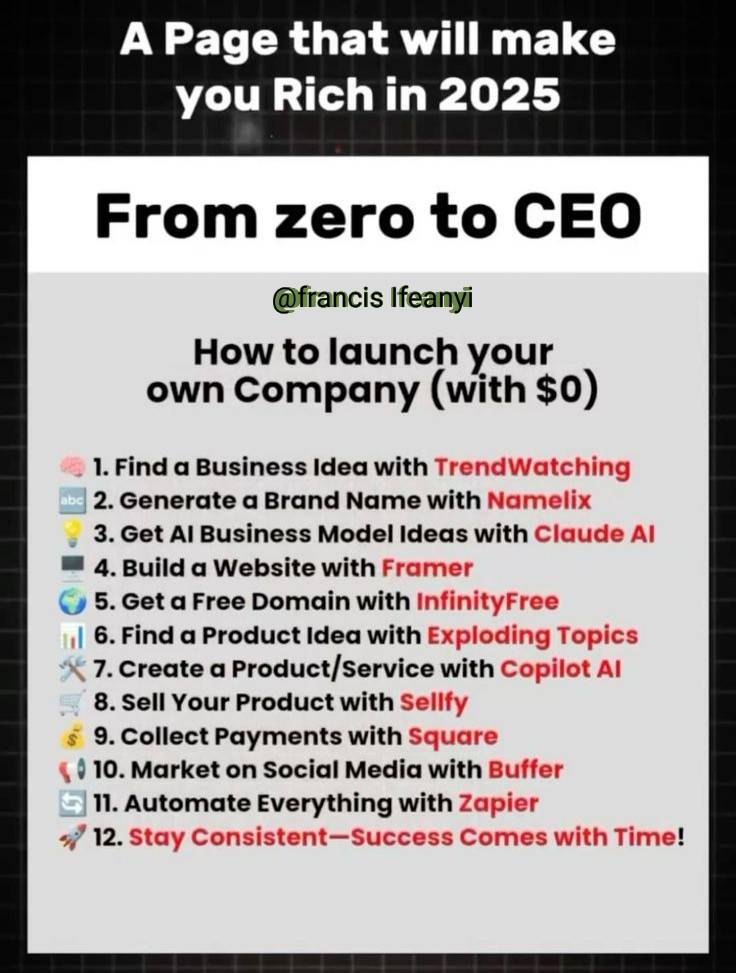 A Page that will make
you Rich in 2025
From zero to CEO
@francis Ifeanyi
How to launch your
own Company (with $0)
🧠 1. Find a Business Idea with TrendWatching
🔤 2. Generate a Brand Name with Namelix
💡 3. Get AI Business Model Ideas with Claude AI
🖥️ 4. Build a Website with Framer
🌍 5. Get a Free Domain with InfinityFree
📊 6. Find a Product Idea with Exploding Topics
🛠️ 7. Create a Product/Service with Copilot AI
🛒 8. Sell Your Product with Sellfy
💰 9. Collect Payments with Square
📢 10. Market on Social Media with Buffer
🔄 11. Automate Everything with Zapier
🚀 12. Stay Consistent—Success Comes with Time!